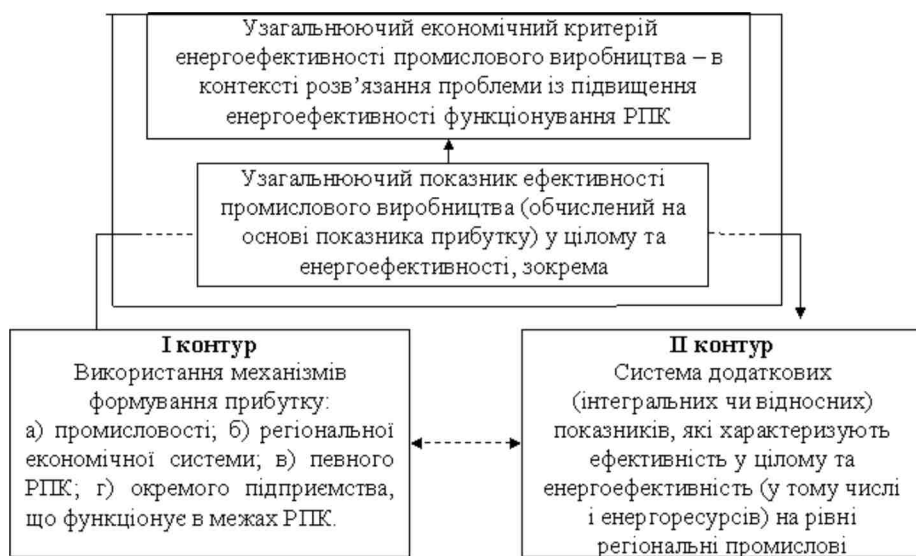 Узагальнюючий економічний критерій
енергоефективності промислового виробництва – в
контексті розв’язання проблеми із підвищення
енергоефективності функціонування РПК
Узагальнюючий показник ефективності
промислового виробництва (обчислений на
основі показника прибутку) у цілому та
енергоефективності, зокрема
І контур
Використання механізмів
формування прибутку:
а) промисловості; б) регіональної
економічної системи; в) певного
РПК; г) окремого підприємства,
що функціонує в межах РПК.
ІІ контур
Система додаткових
(інтегральних чи відносних)
показників, які характеризують
ефективність у цілому та
енергоефективність (у тому числі
і енергоресурсів) на рівні
регіональні промислові